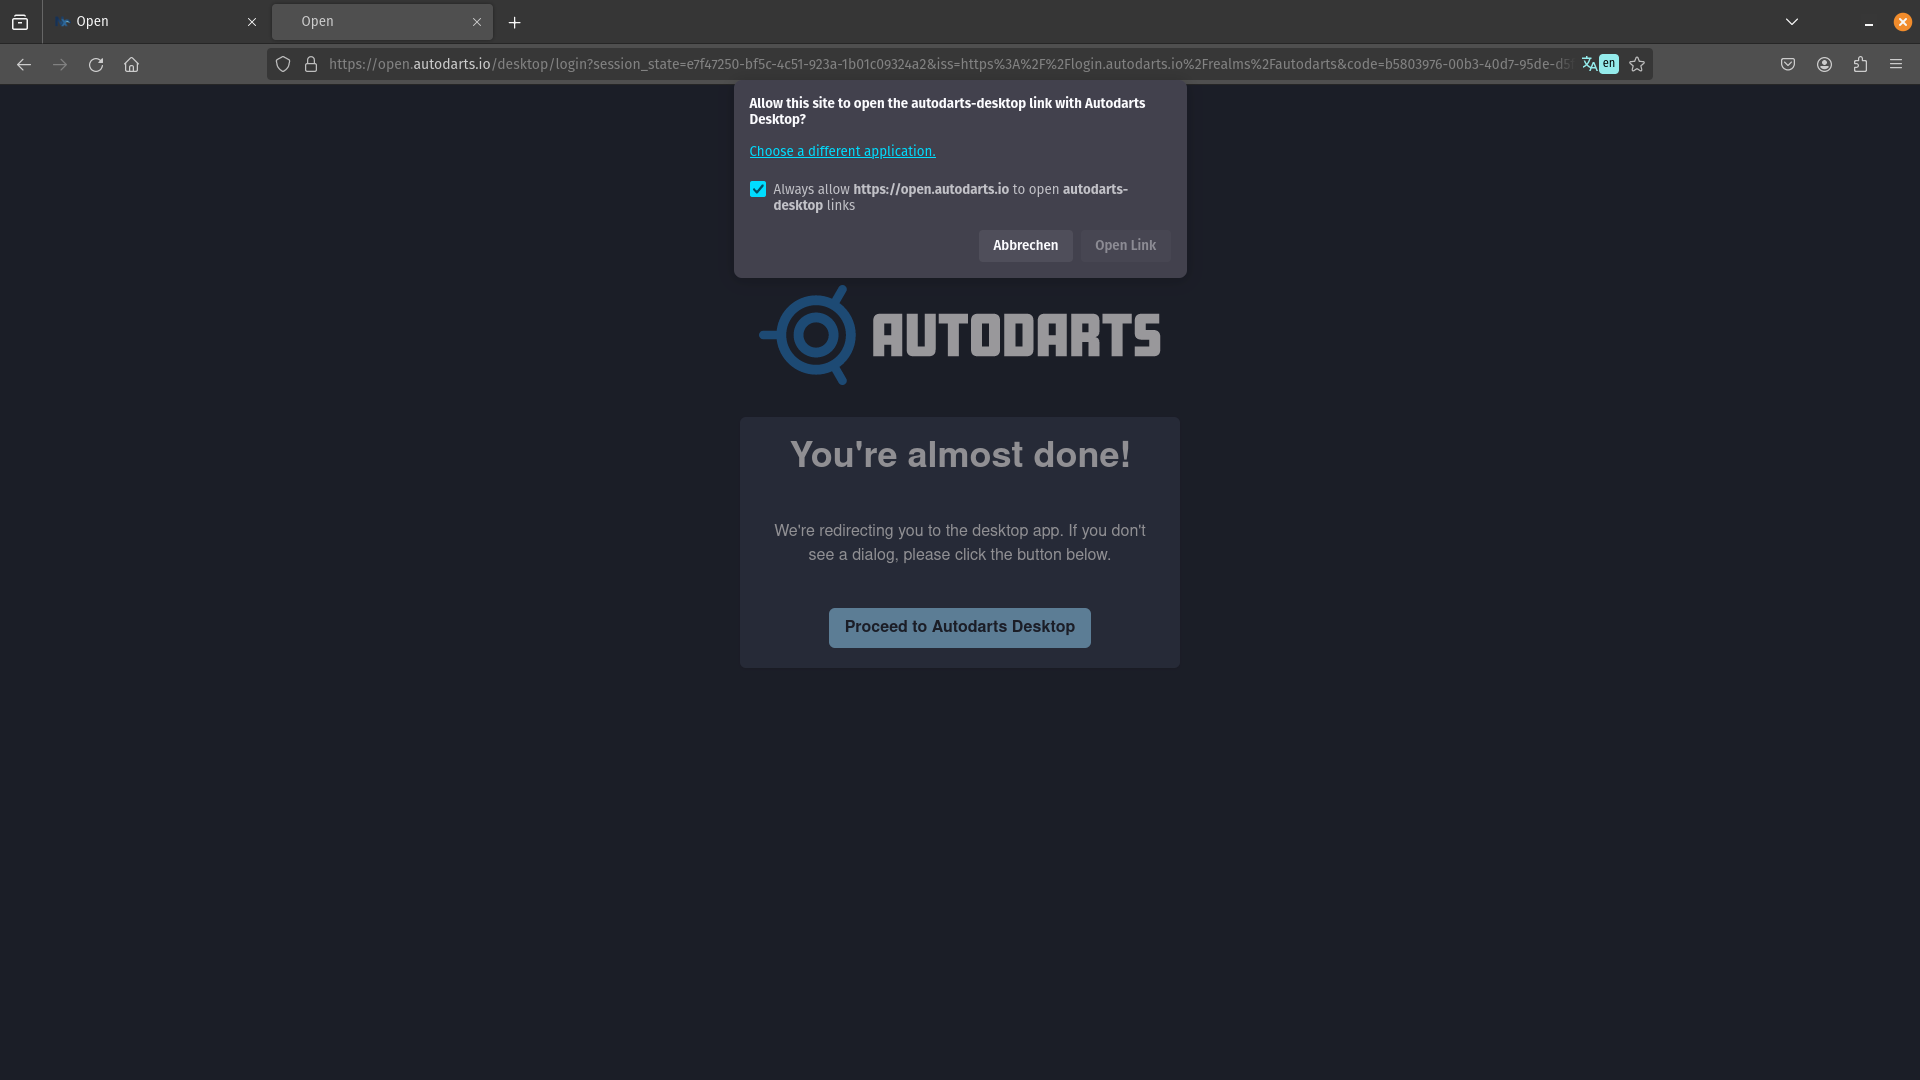 Open
Open
https://open.autodarts.io/desktop/login?session_state=e7f47250-bf5c-4c51-923a-1b01c09324a2&iss=https%3A%2F%2Flogin.autodarts.io%2Frealms%2Fautodarts&code=b5803976-00b3-40d7-95de-d5
en
Allow this site to open the autodarts-desktop link with Autodarts
Desktop?
Choose a different application.
Always allow https://open.autodarts.io to open autodarts-
desktop links
Abbrechen
Open Link
AUTODARTS
You're almost done!
We're redirecting you to the desktop app. If you don't
see a dialog, please click the button below.
Proceed to Autodarts Desktop